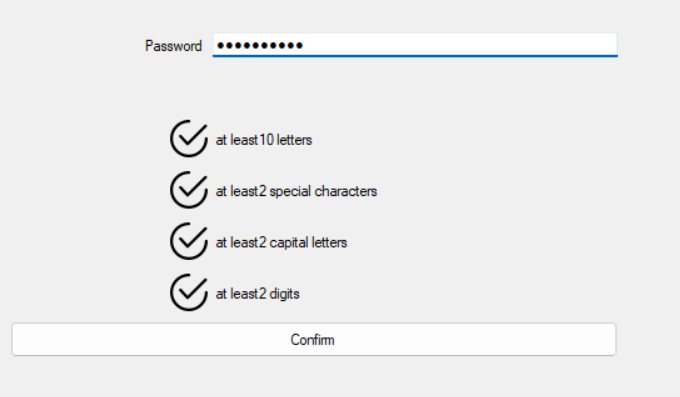 Password ••••••••••
at least10 letters
at least2 special characters
at least2 capital letters
at least2 digits
Confirm